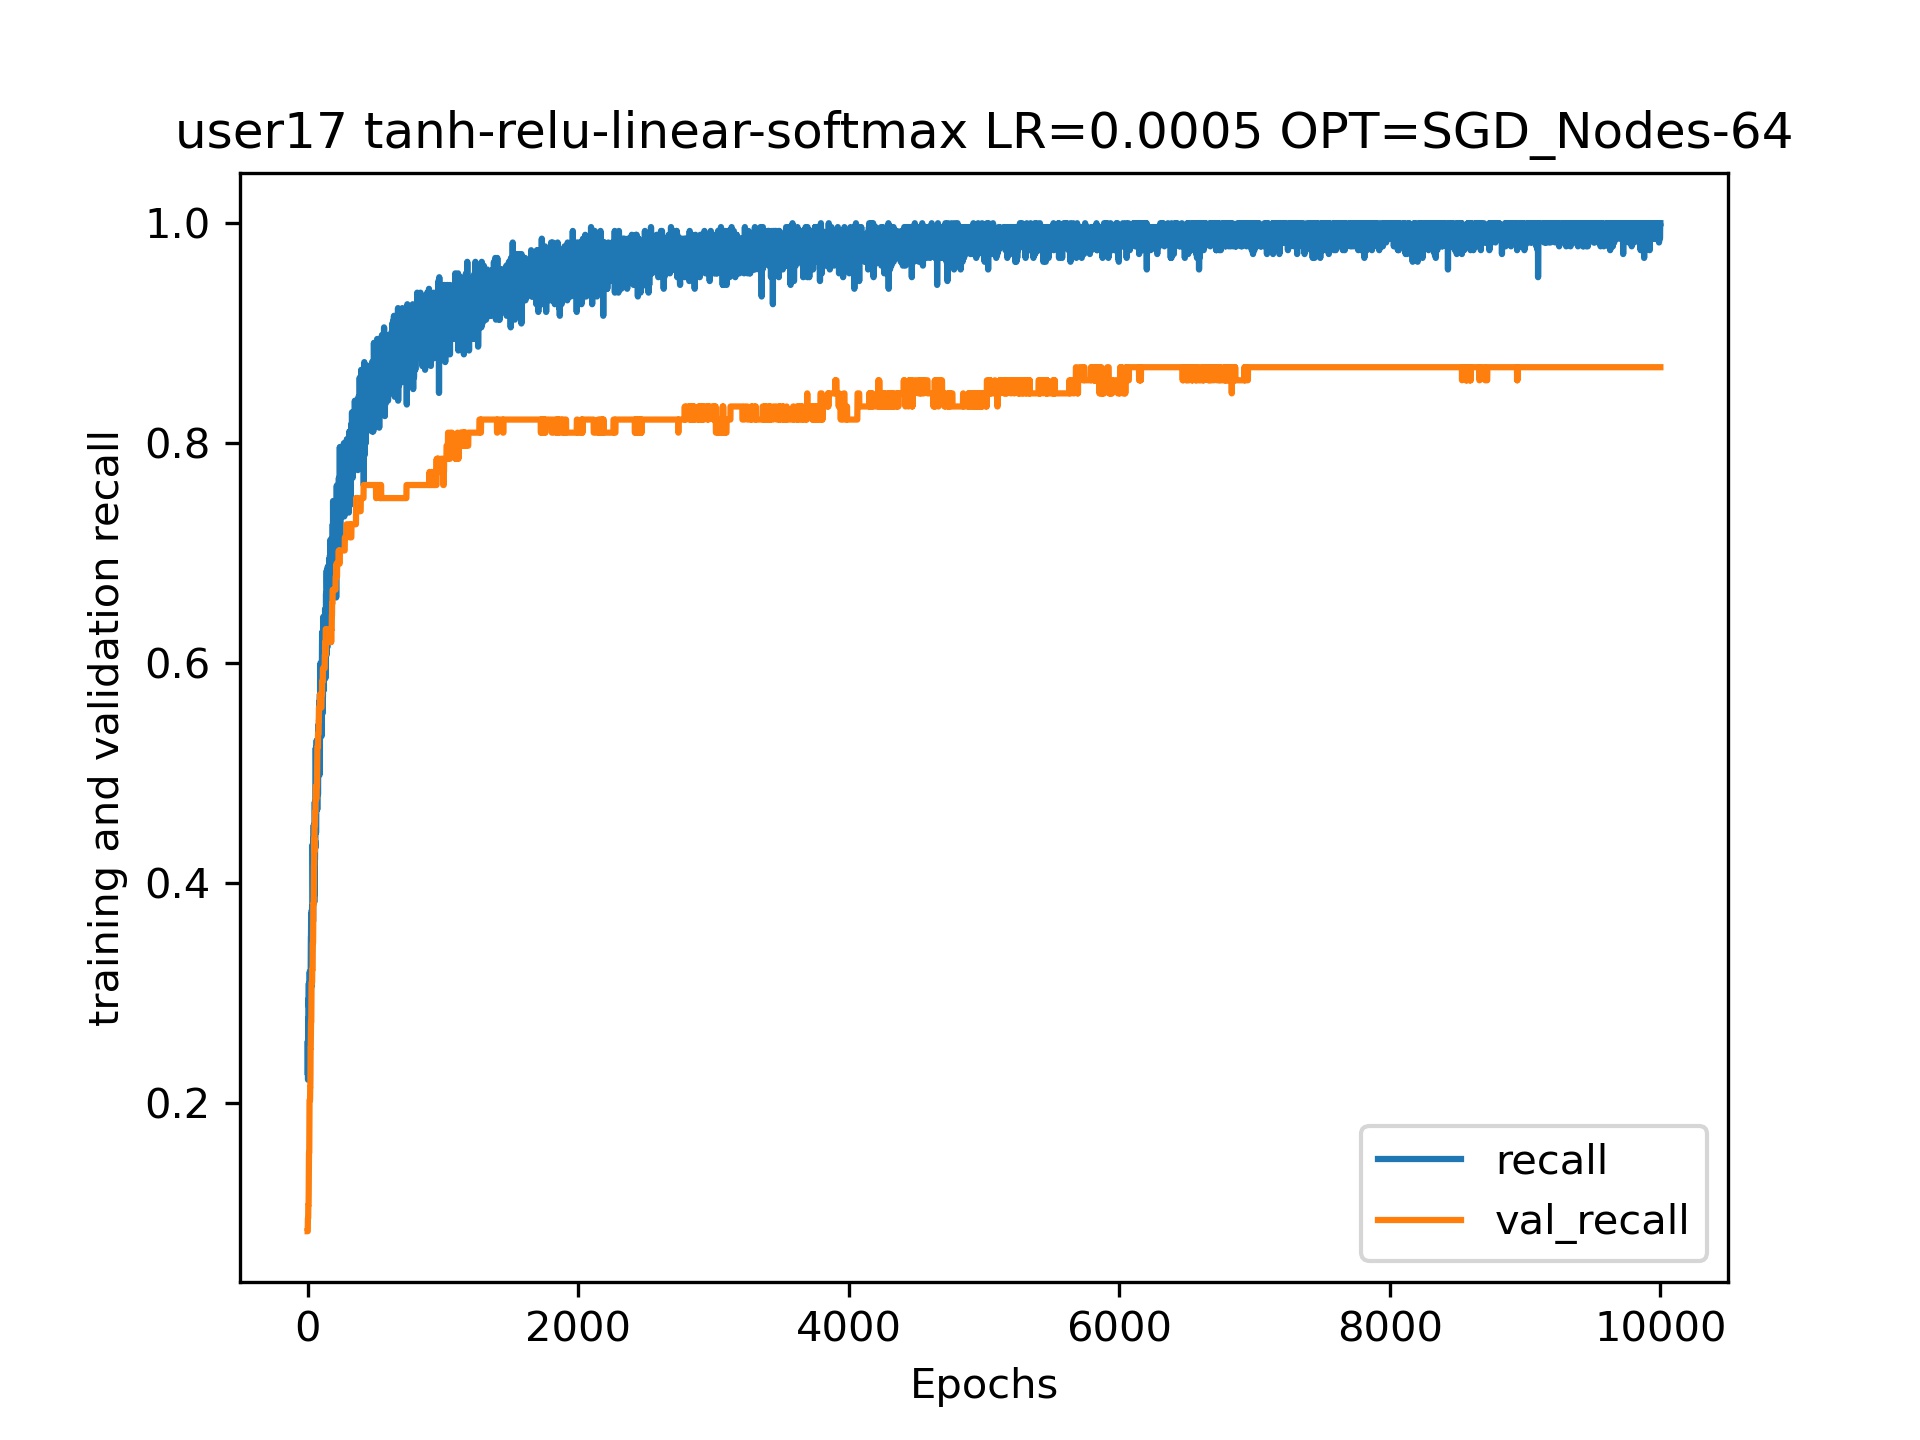 user17 tanh-relu-linear-softmax LR=0.0005 OPT=SGD_Nodes-64
training and validation recall
1.0
0.8
0.6
0.4
0.2
recall
val_recall
0 2000 4000 6000 8000 10000
Epochs